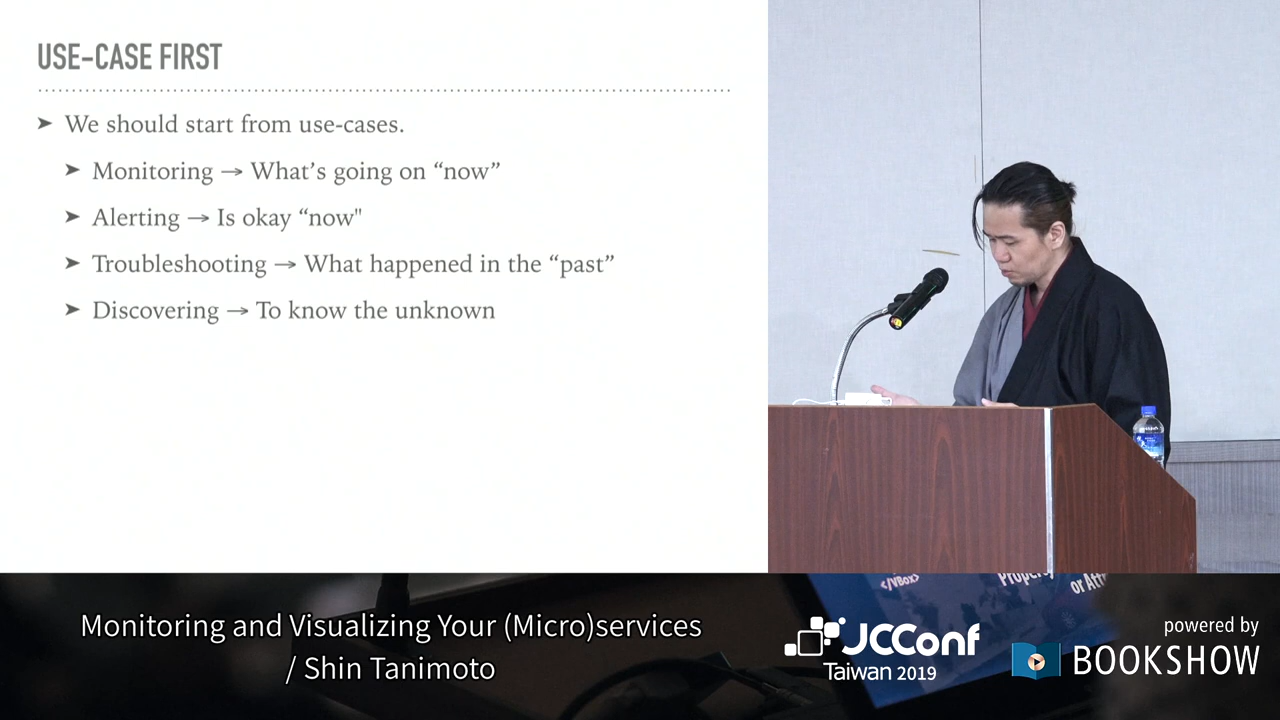 USE-CASE FIRST
➤ We should start from use-cases.
➤ Monitoring → What’s going on “now”
➤ Alerting → Is okay “now"
➤ Troubleshooting → What happened in the “past”
➤ Discovering → To know the unknown
</VBox>
or
Monitoring and Visualizing Your (Micro)services
/ Shin Tanimoto
JCConf
Taiwan 2019
powered by
BOOKSHOW